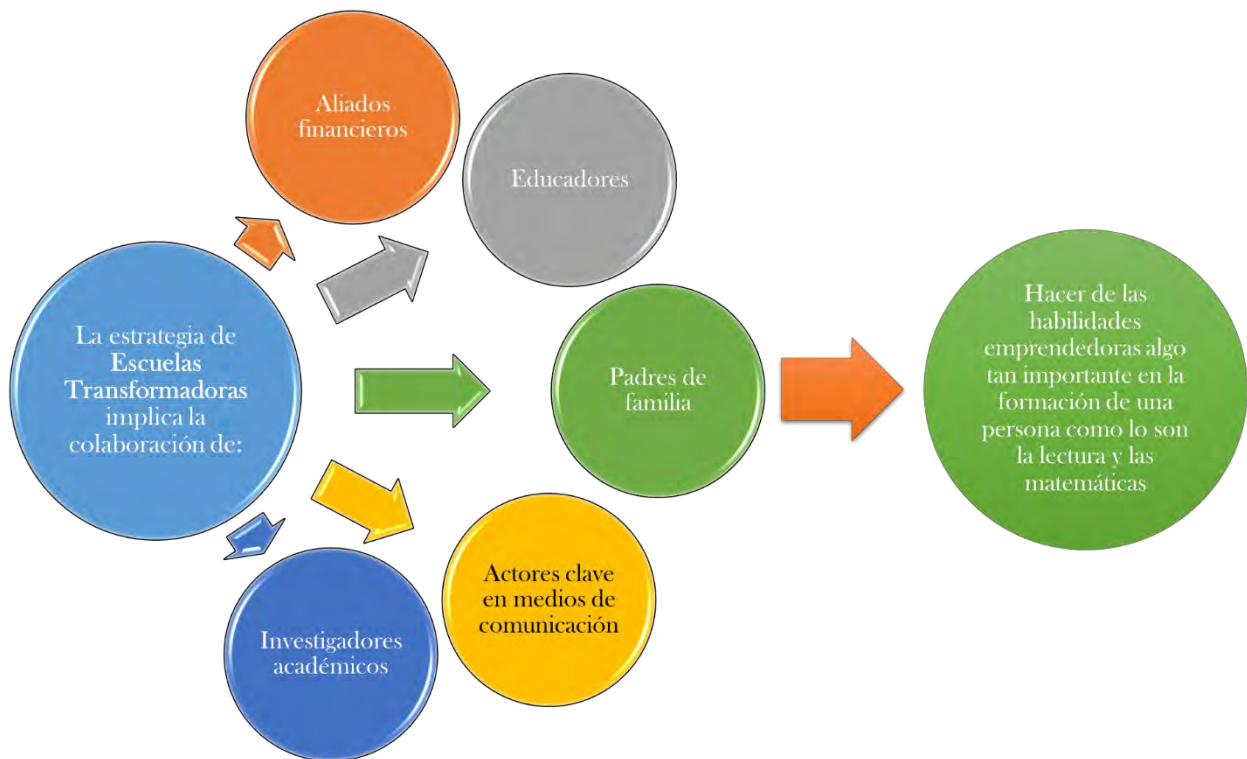 La estrategia de
Escuelas
Transformadoras
implica la
colaboración de:
Aliados
financieros
Educadores
Padres de
familia
Actores clave
en medios de
comunicación
Investigadores
académicos
Hacer de las
habilidades
emprendedoras algo
tan importante en la
formación de una
persona como lo son
la lectura y las
matemáticas